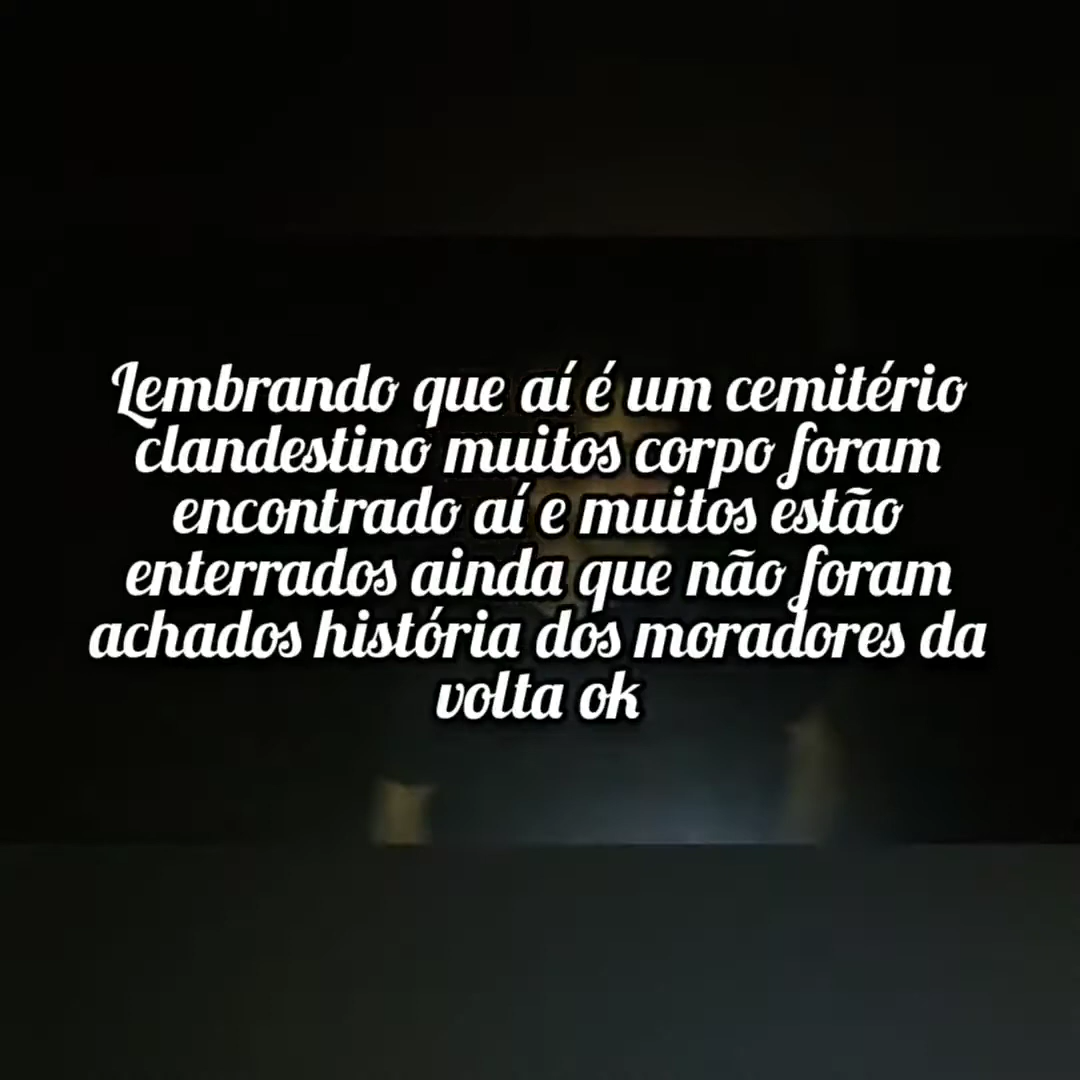 Lembrando que aí é um cemitério
clandestino muitos corpo foram
encontrado aí e muitos estão
enterrados ainda que não foram
achados história dos moradores da
volta ok